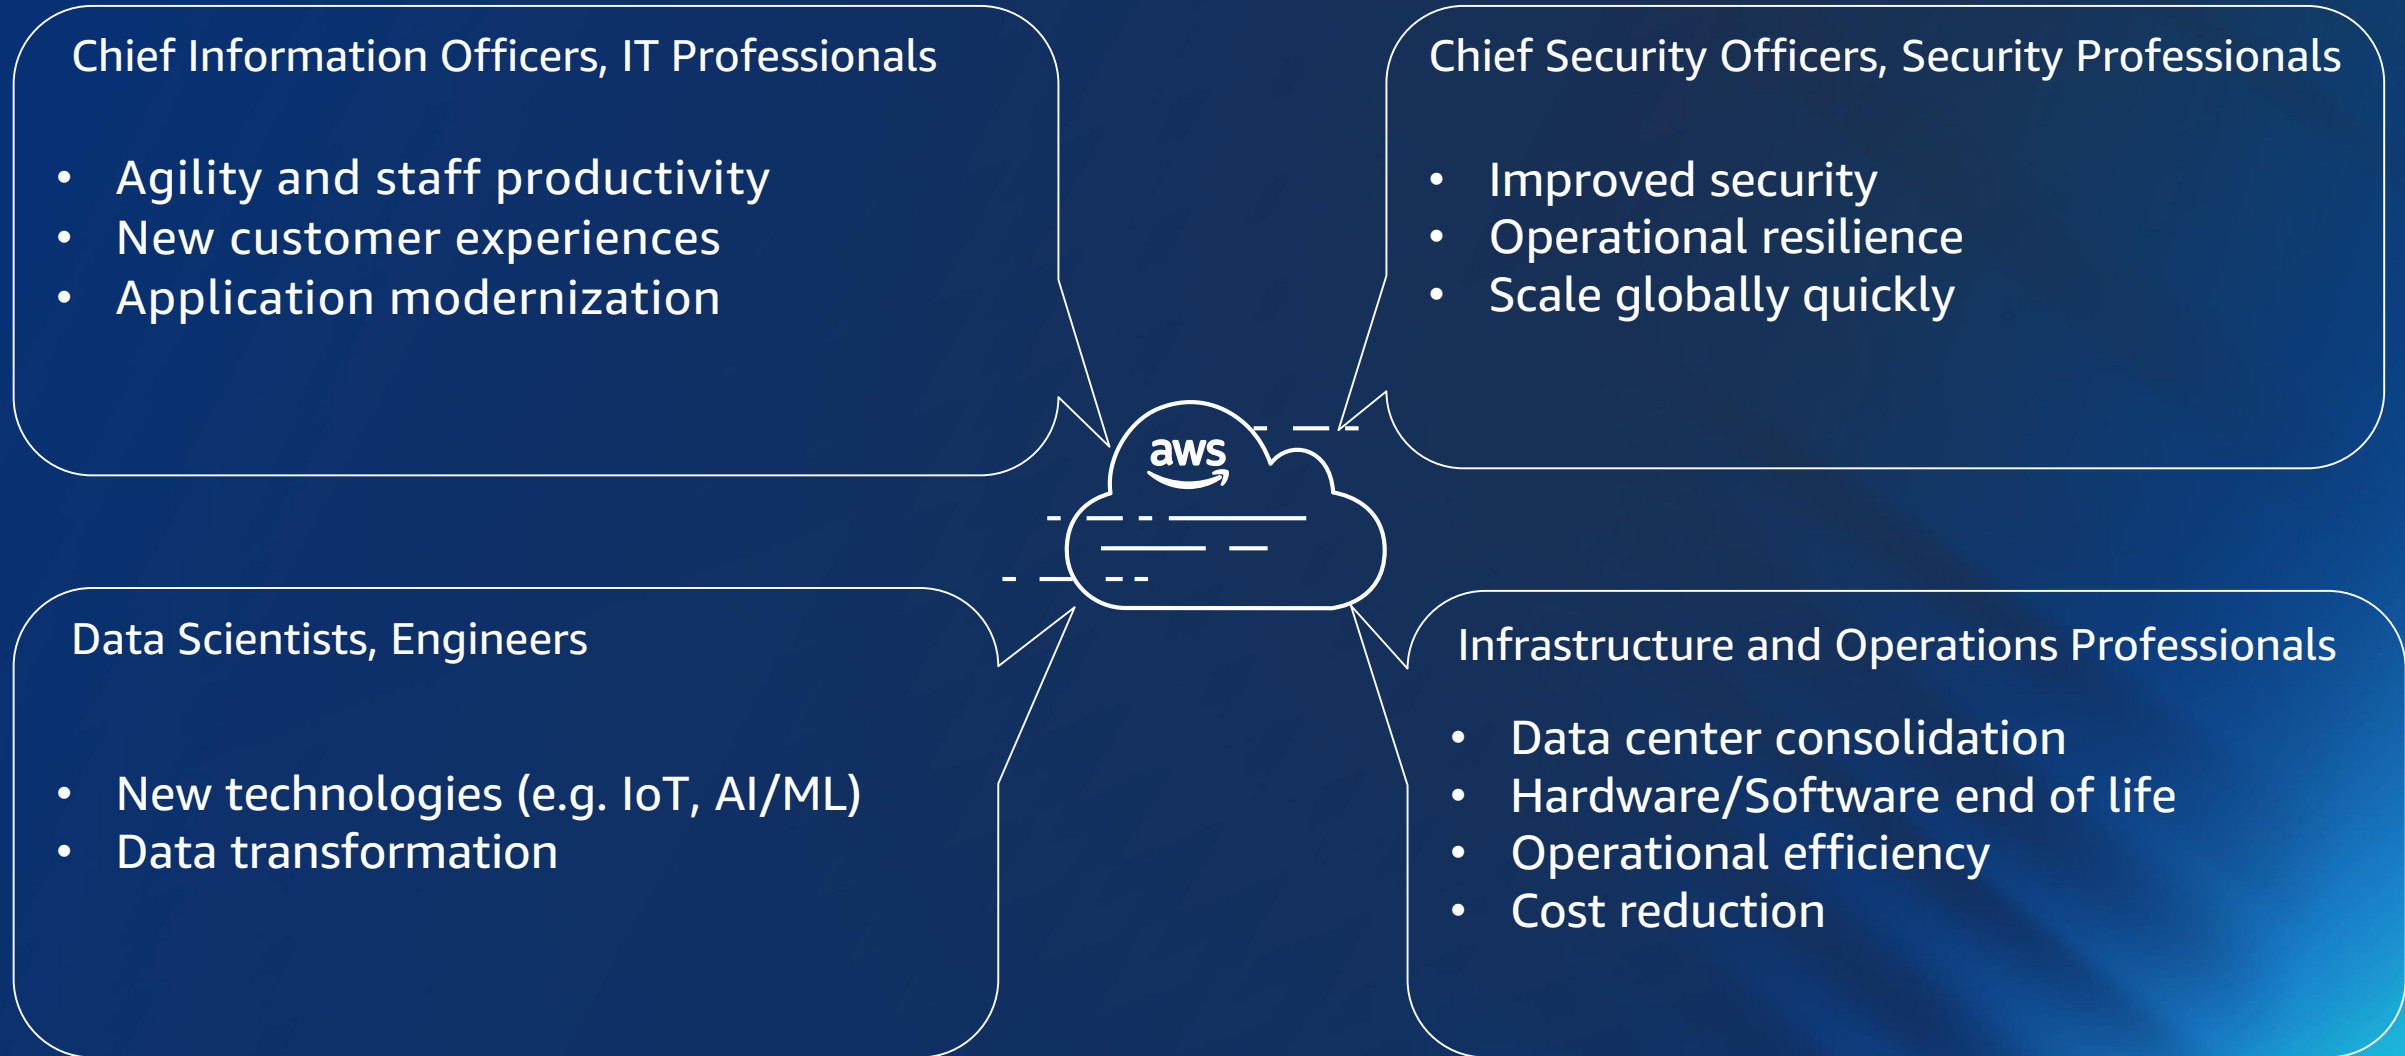 Chief Information Officers, IT Professionals
• Agility and staff productivity
• New customer experiences
• Application modernization
Chief Security Officers, Security Professionals
• Improved security
• Operational resilience
• Scale globally quickly
aws
Data Scientists, Engineers
• New technologies (e.g. IoT, AI/ML)
• Data transformation
Infrastructure and Operations Professionals
• Data center consolidation
• Hardware/Software end of life
• Operational efficiency
• Cost reduction